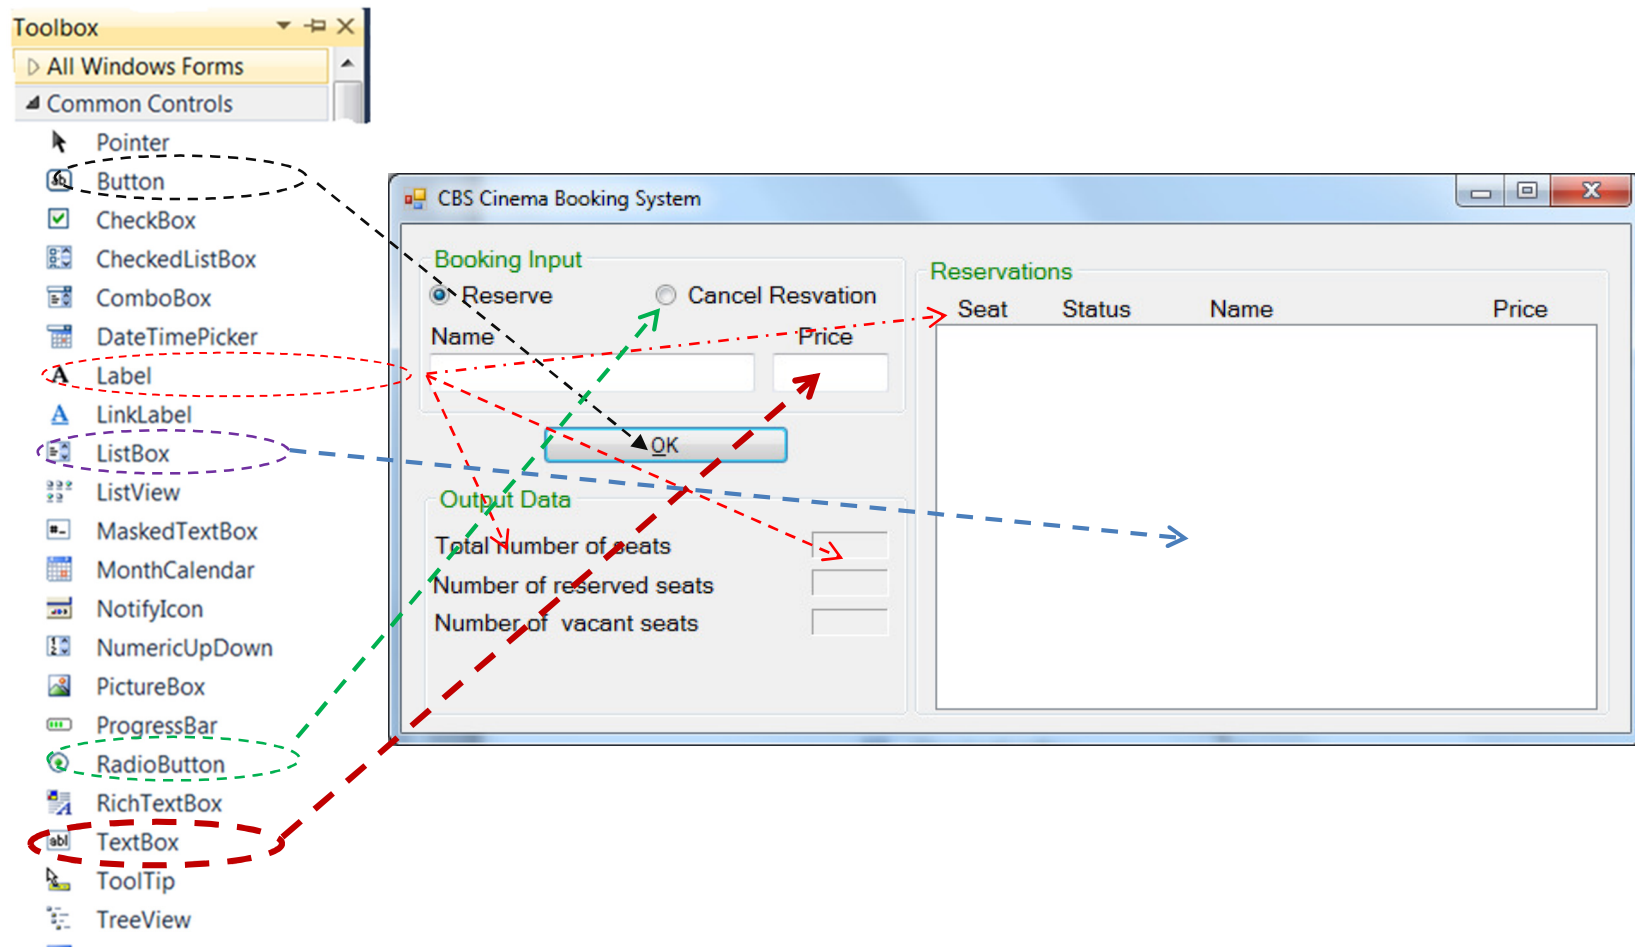 Toolbox
All Windows Forms
Common Controls
Pointer
Button
CheckBox
CheckedListBox
ComboBox
DateTimePicker
Label
LinkLabel
ListBox
ListView
MaskedTextBox
MonthCalendar
NotifyIcon
NumericUpDown
PictureBox
ProgressBar
RadioButton
RichTextBox
TextBox
ToolTip
TreeView
CBS Cinema Booking System
Booking Input
Reserve Cancel Resvation
Name Price
OK
Output Data
Total number of seats
Number of reserved seats
Number of vacant seats
Reservations
Seat Status Name Price